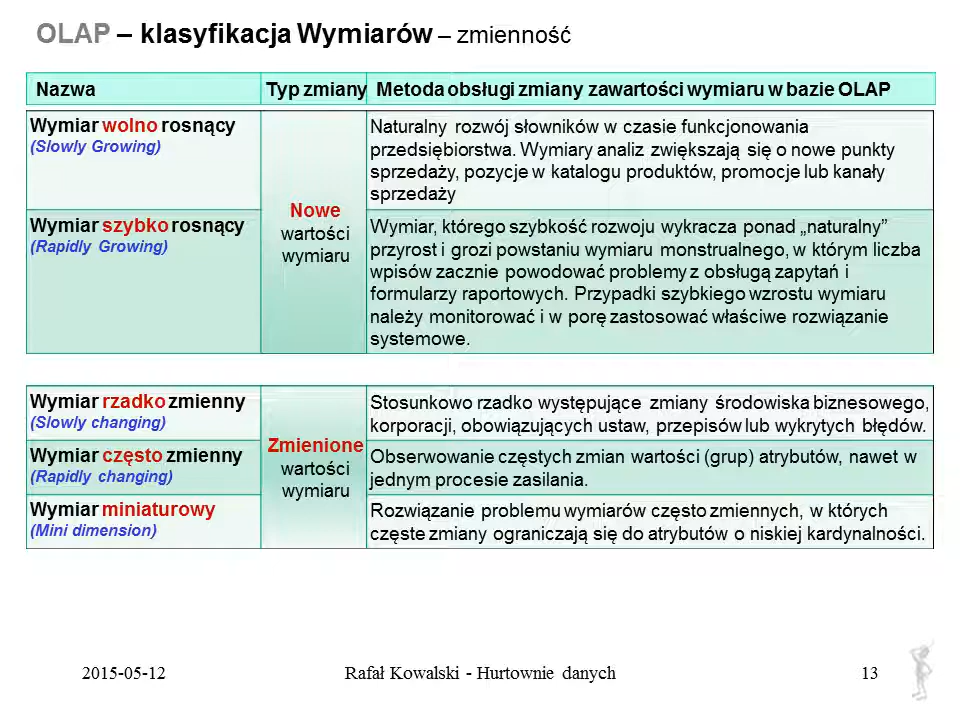 OLAP – klasyfikacja Wymiarów – zmienność
Nazwa Typ zmiany Metoda obsługi zmiany zawartości wymiaru w bazie OLAP
Wymiar wolno rosnący
(Slowly Growing)
Naturalny rozwój słowników w czasie funkcjonowania
przedsiębiorstwa. Wymiary analiz zwiększają się o nowe punkty
sprzedaży, pozycje w katalogu produktów, promocje lub kanały
sprzedaży
Nowe
wartości
wymiaru
Wymiar szybko rosnący
(Rapidly Growing)
Wymiar, którego szybkość rozwoju wykracza ponad „naturalny”
przyrost i grozi powstaniu wymiaru monstrualnego, w którym liczba
wpisów zacznie powodować problemy z obsługą zapytań i
formularzy raportowych. Przypadki szybkiego wzrostu wymiaru
należy monitorować i w porę zastosować właściwe rozwiązanie
systemowe.
Wymiar rzadko zmienny
(Slowly changing)
Stosunkowo rzadko występujące zmiany środowiska biznesowego,
korporacji, obowiązujących ustaw, przepisów lub wykrytych błędów.
Zmienione
wartości
wymiaru
Wymiar często zmienny
(Rapidly changing)
Obserwowanie częstych zmian wartości (grup) atrybutów, nawet w
jednym procesie zasilania.
Wymiar miniaturowy
(Mini dimension)
Rozwiązanie problemu wymiarów często zmiennych, w których
częste zmiany ograniczają się do atrybutów o niskiej kardynalności.
2015-05-12 Rafał Kowalski - Hurtownie danych 13